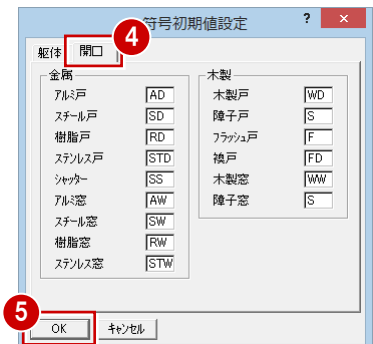 符号初期値設定 ? ×
4
躯体 開口
金属
アルミ戸 AD
スチール戸 SD
樹脂戸 RD
ステンレス戸 STD
シャッター SS
アルミ窓 AW
スチール窓 SW
樹脂窓 RW
ステンレス窓 STW
木製
木製戸 WD
障子戸 S
フラッシュ戸 F
襖戸 FD
木製窓 WW
障子窓 S
5
OK キャンセル